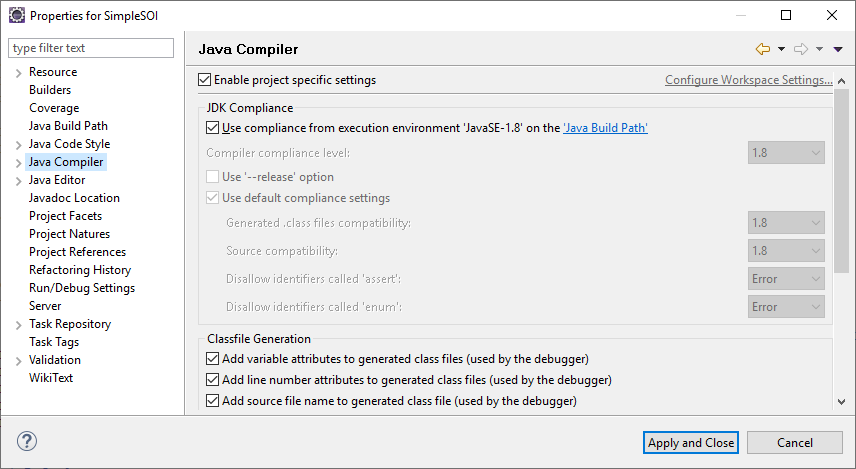 Properties for SimpleSOI
type filter text
Resource
Builders
Coverage
Java Build Path
Java Code Style
Java Compiler
Java Editor
Javadoc Location
Project Facets
Project Natures
Project References
Refactoring History
Run/Debug Settings
Server
Task Repository
Task Tags
Validation
WikiText
Java Compiler
Enable project specific settings
Configure Workspace Settings...
JDK Compliance
Use compliance from execution environment 'JavaSE-1.8' on the 'Java Build Path'
Compiler compliance level: 1.8
Use '--release' option
Use default compliance settings
Generated .class files compatibility: 1.8
Source compatibility: 1.8
Disallow identifiers called 'assert': Error
Disallow identifiers called 'enum': Error
Classfile Generation
Add variable attributes to generated class files (used by the debugger)
Add line number attributes to generated class files (used by the debugger)
Add source file name to generated class file (used by the debugger)
?
Apply and Close
Cancel